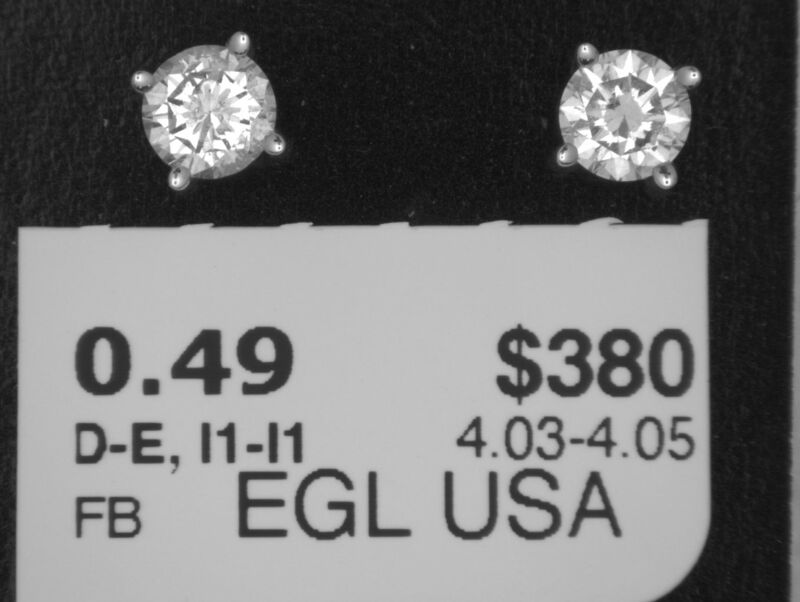 0.49 $380
D-E, I1-I1 4.03-4.05
FB EGL USA